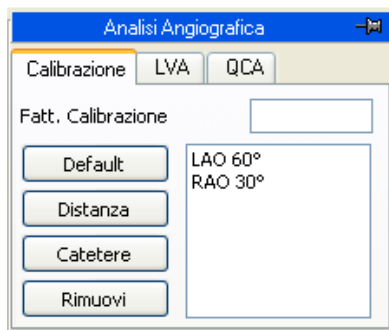 Analisi Angiografica
Calibrazione LVA QCA
Fatt. Calibrazione
Default
Distanza
Catetere
Rimuovi
LAO 60°
RAO 30°